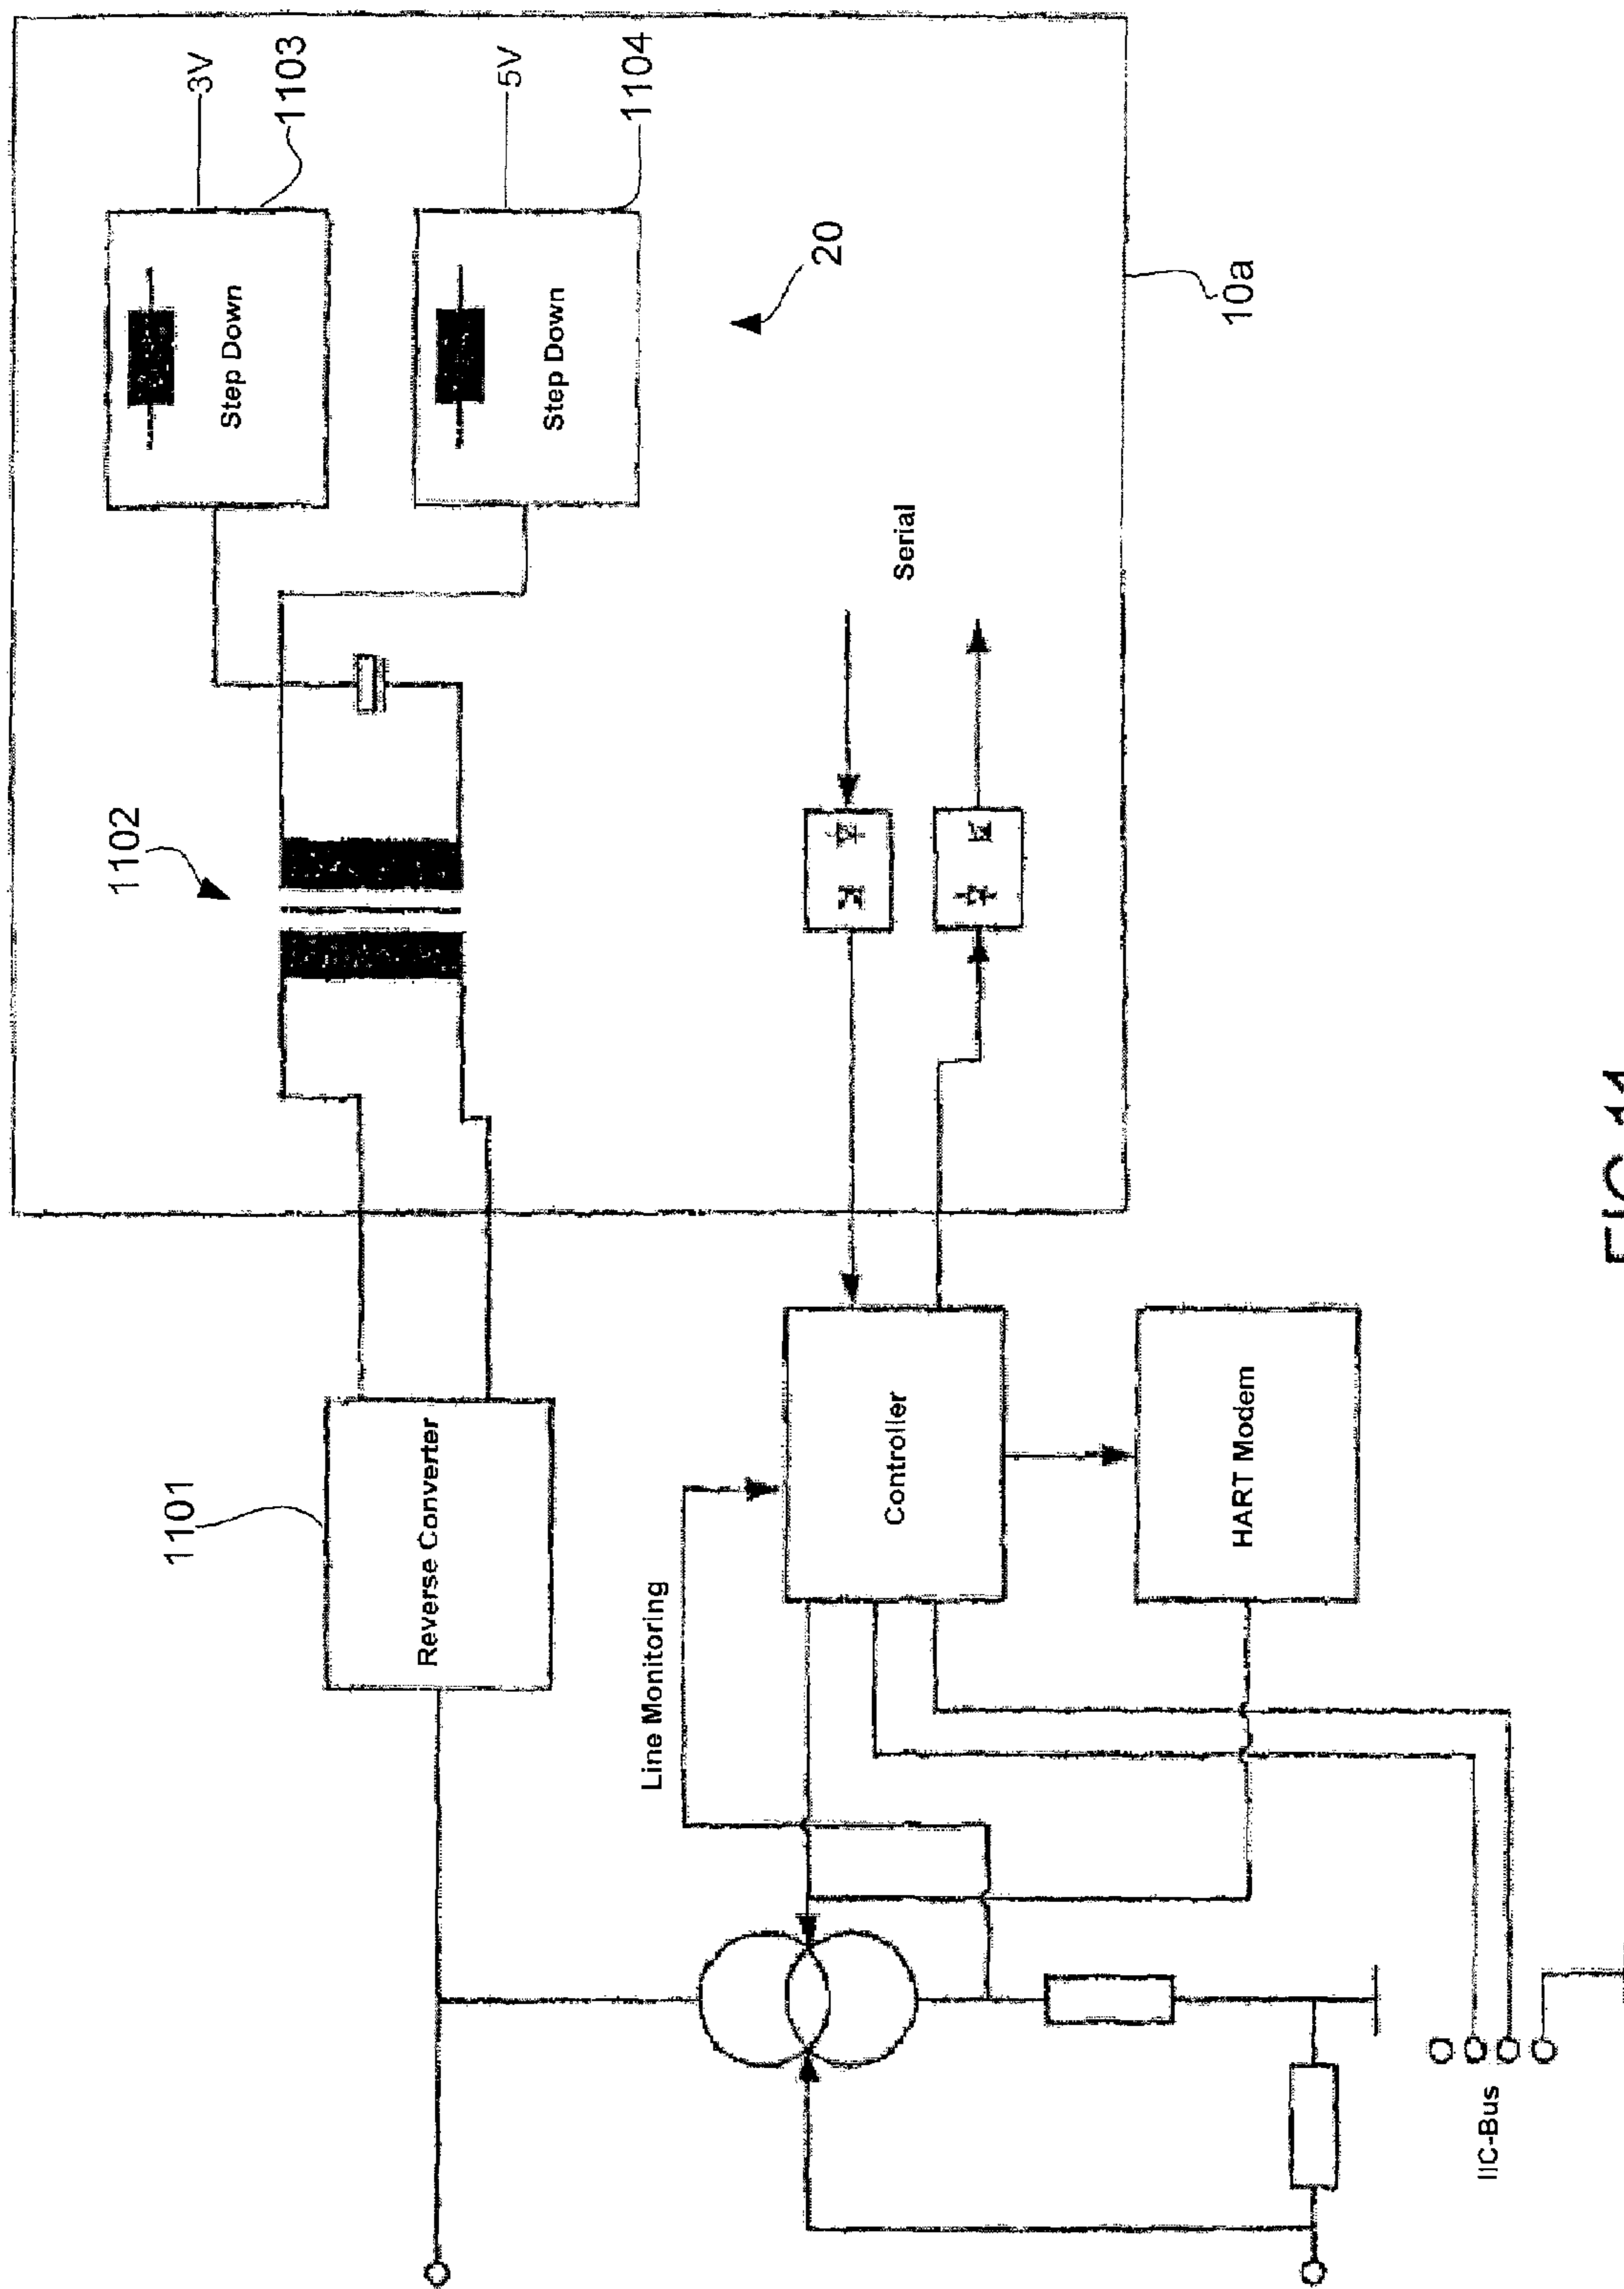 3V
1103
Step Down
5V
1104
Step Down
20
10a
1102
Serial
1101
Reverse Converter
Line Monitoring
Controller
HART Modem
IIC-Bus